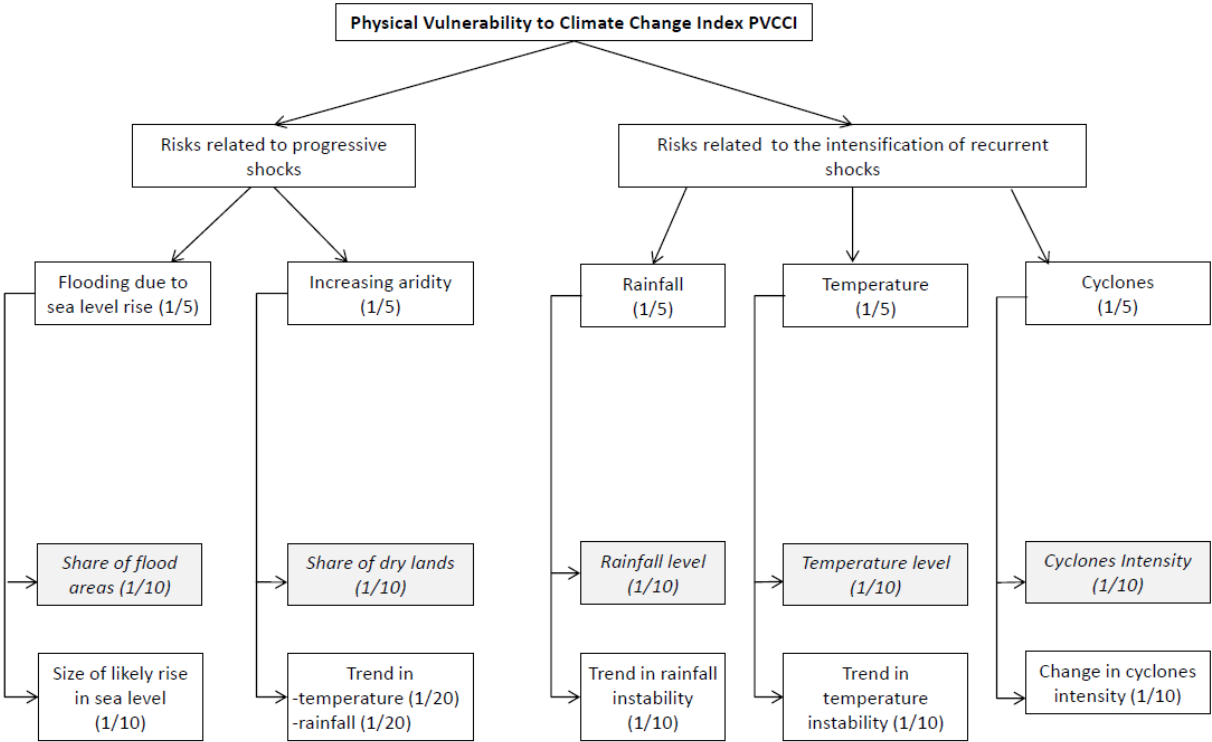 Physical Vulnerability to Climate Change Index PVCCI
Risks related to progressive
shocks
Risks related to the intensification of recurrent
shocks
Flooding due to
sea level rise (1/5)
Increasing aridity
(1/5)
Rainfall
(1/5)
Temperature
(1/5)
Cyclones
(1/5)
Share of flood
areas (1/10)
Share of dry lands
(1/10)
Rainfall level
(1/10)
Temperature level
(1/10)
Cyclones Intensity
(1/10)
Size of likely rise
in sea level
(1/10)
Trend in
-temperature (1/20)
-rainfall (1/20)
Trend in rainfall
instability
(1/10)
Trend in
temperature
instability (1/10)
Change in cyclones
intensity (1/10)